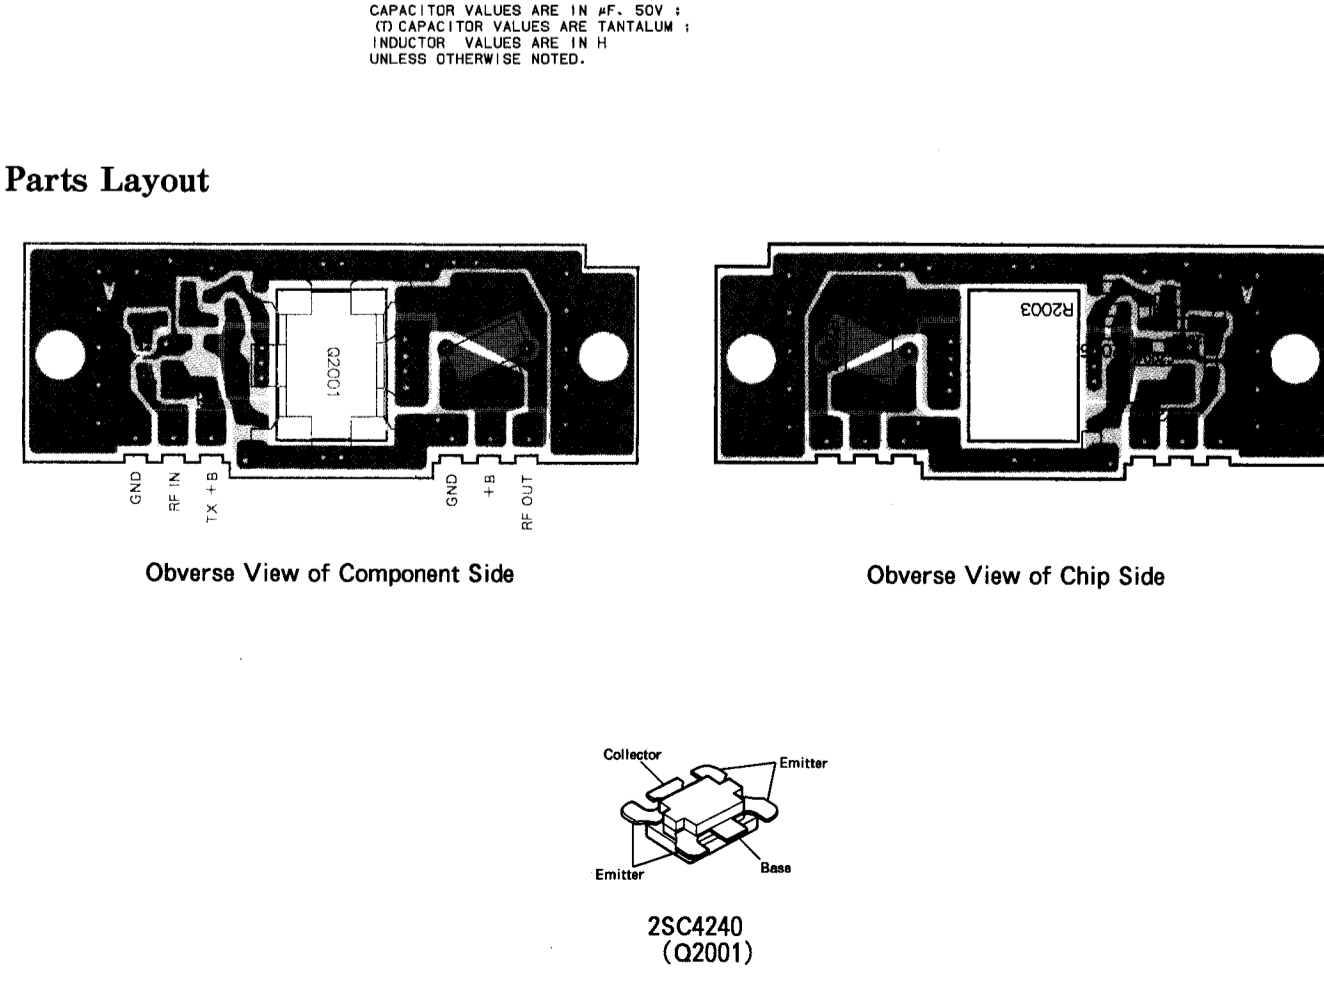 CAPACITOR VALUES ARE IN µF. 50V ;
(T) CAPACITOR VALUES ARE TANTALUM ;
INDUCTOR VALUES ARE IN H
UNLESS OTHERWISE NOTED.
Parts Layout
Q2001
R2003
GND
RF IN
TX +B
GND
+B
RF OUT
Obverse View of Component Side
Obverse View of Chip Side
Collector
Emitter
Emitter
Base
2SC4240
(Q2001)